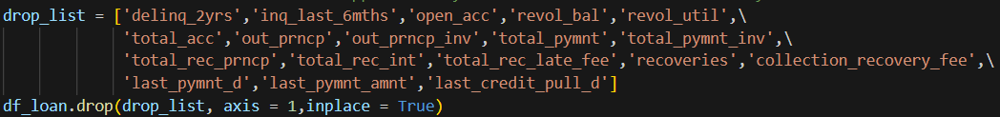 drop_list = ['delinq_2yrs','inq_last_6mths','open_acc','revol_bal','revol_util',\
'total_acc','out_prncp','out_prncp_inv','total_pymnt','total_pymnt_inv',\
'total_rec_prncp','total_rec_int','total_rec_late_fee','recoveries','collection_recovery_fee',\
'last_pymnt_d','last_pymnt_amnt','last_credit_pull_d']
df_loan.drop(drop_list, axis = 1,inplace = True)